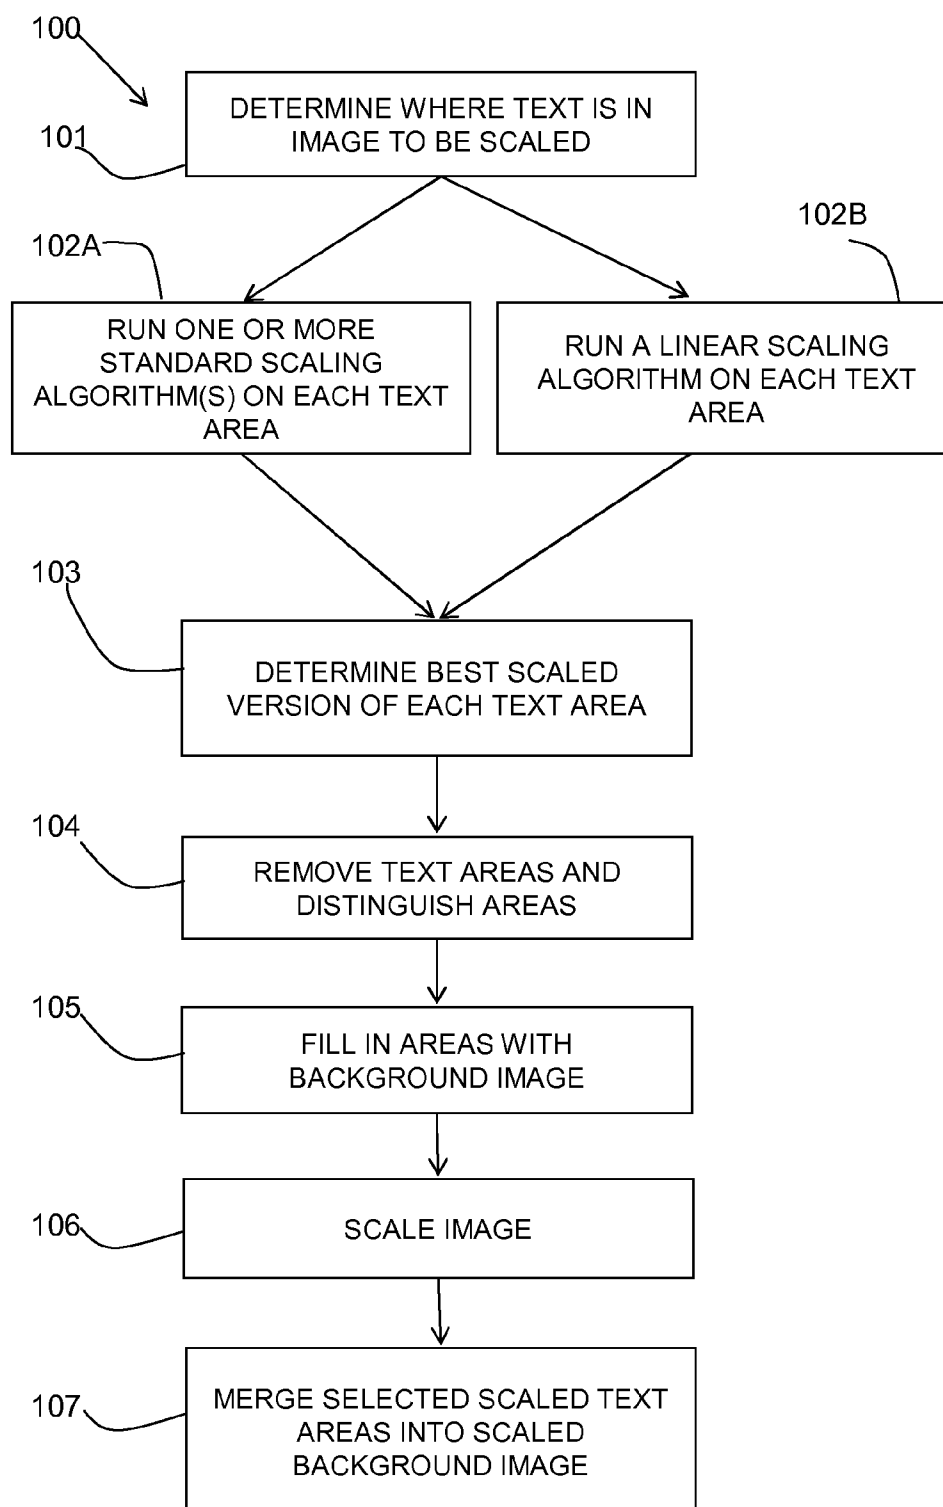 100
DETERMINE WHERE TEXT IS IN
IMAGE TO BE SCALED
101
102B
102A
RUN ONE OR MORE
STANDARD SCALING
ALGORITHM(S) ON EACH TEXT
AREA
RUN A LINEAR SCALING
ALGORITHM ON EACH TEXT
AREA
103
DETERMINE BEST SCALED
VERSION OF EACH TEXT AREA
104
REMOVE TEXT AREAS AND
DISTINGUISH AREAS
105
FILL IN AREAS WITH
BACKGROUND IMAGE
106
SCALE IMAGE
107
MERGE SELECTED SCALED TEXT
AREAS INTO SCALED
BACKGROUND IMAGE